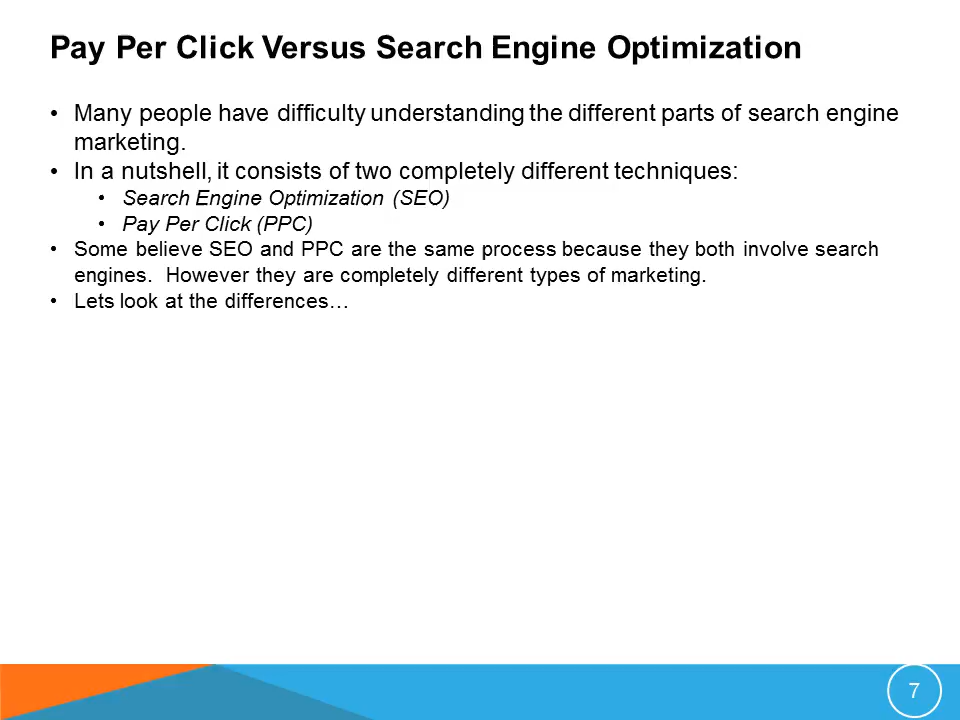 Pay Per Click Versus Search Engine Optimization
• Many people have difficulty understanding the different parts of search engine
marketing.
• In a nutshell, it consists of two completely different techniques:
• Search Engine Optimization (SEO)
• Pay Per Click (PPC)
• Some believe SEO and PPC are the same process because they both involve search
engines.  However they are completely different types of marketing.
• Lets look at the differences…
7